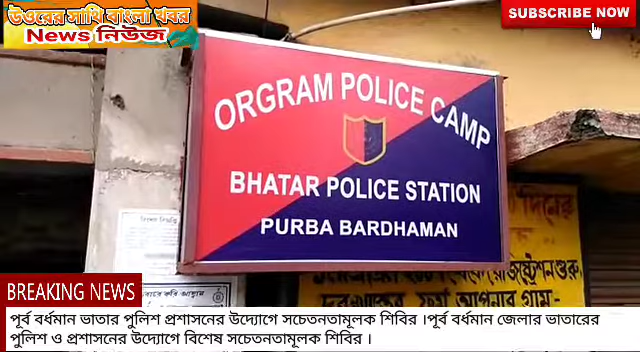 উত্তরের সাথি বাংলা খবর
News নিউজ
SUBSCRIBE NOW
ORGRAM POLICE CAMP
BHATAR POLICE STATION
PURBA BARDHAMAN
BREAKING NEWS
পূর্ব বর্ধমান ভাতার পুলিশ প্রশাসনের উদ্যোগে সচেতনতামূলক শিবির ।পূর্ব বর্ধমান জেলার ভাতারের
পুলিশ ও প্রশাসনের উদ্যোগে বিশেষ সচেতনতামূলক শিবির ।